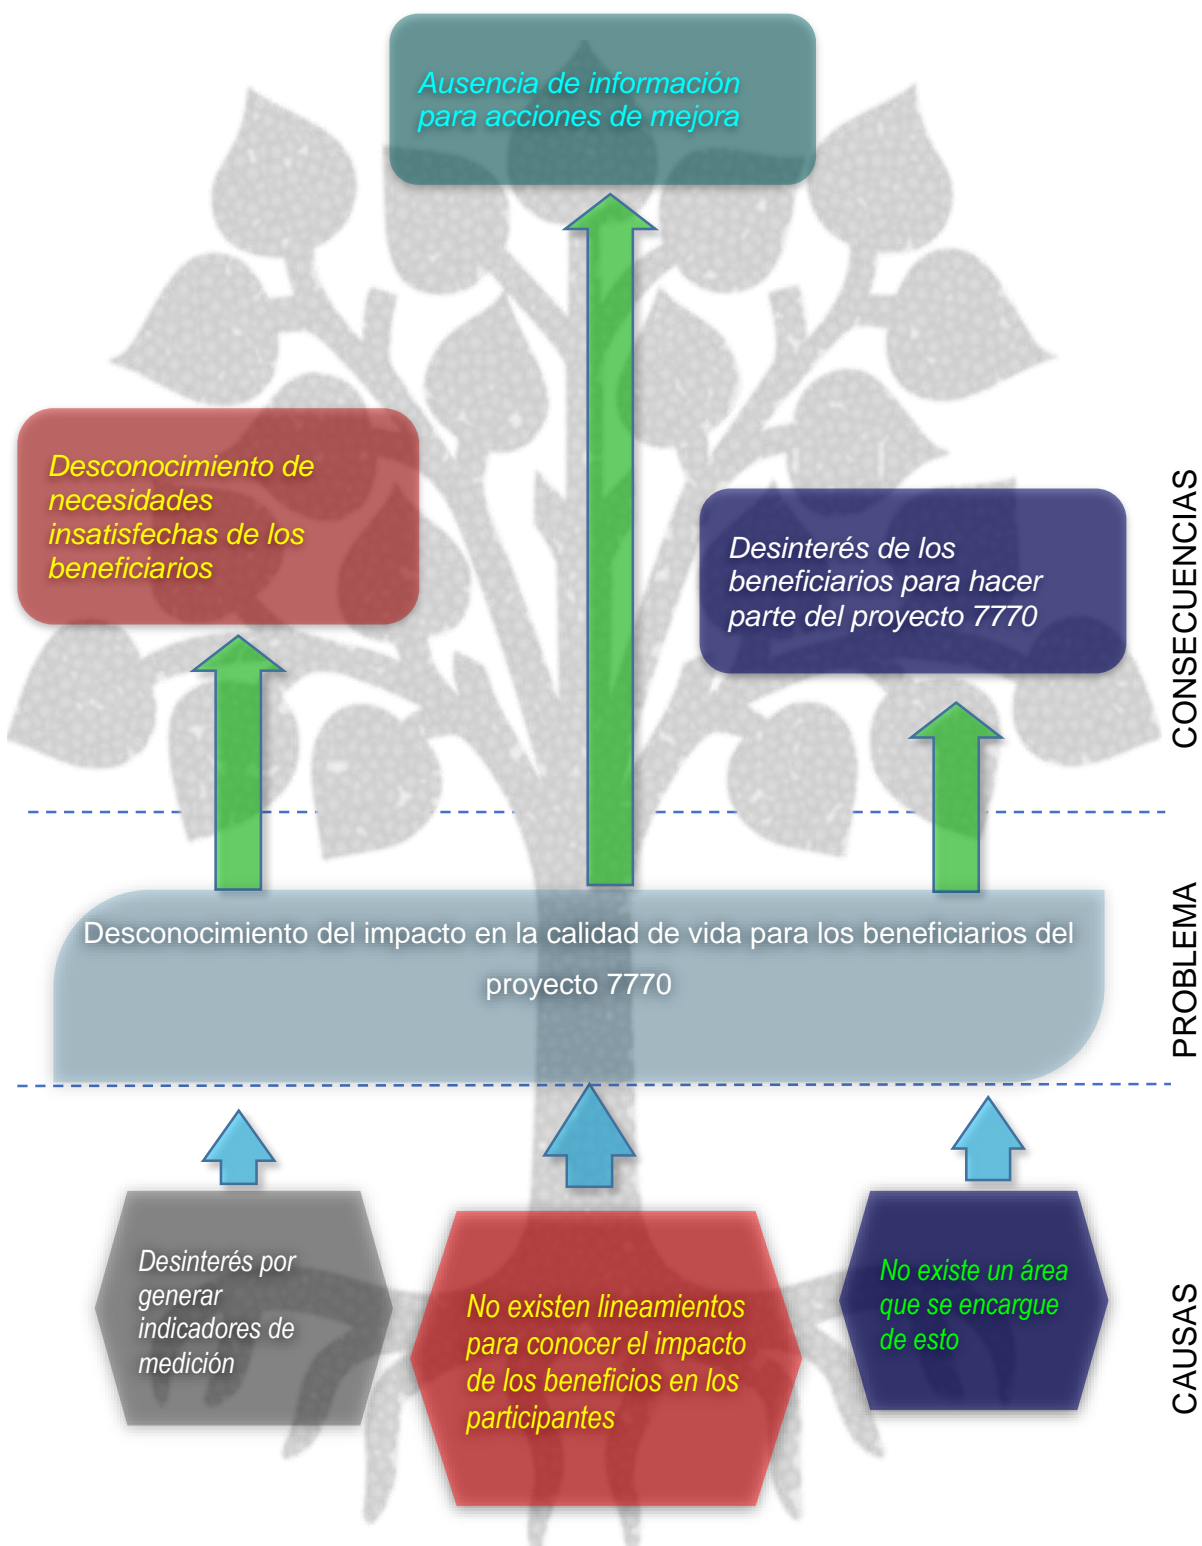 Ausencia de información
para acciones de mejora
Desconocimiento de
necesidades
insatisfechas de los
beneficiarios
Desinterés de los
beneficiarios para hacer
parte del proyecto 7770
CONSECUENCIAS
Desconocimiento del impacto en la calidad de vida para los beneficiarios del
proyecto 7770
PROBLEMA
Desinterés por
generar
indicadores de
medición
No existen lineamientos
para conocer el impacto
de los beneficios en los
participantes
No existe un área
que se encargue
de esto
CAUSAS